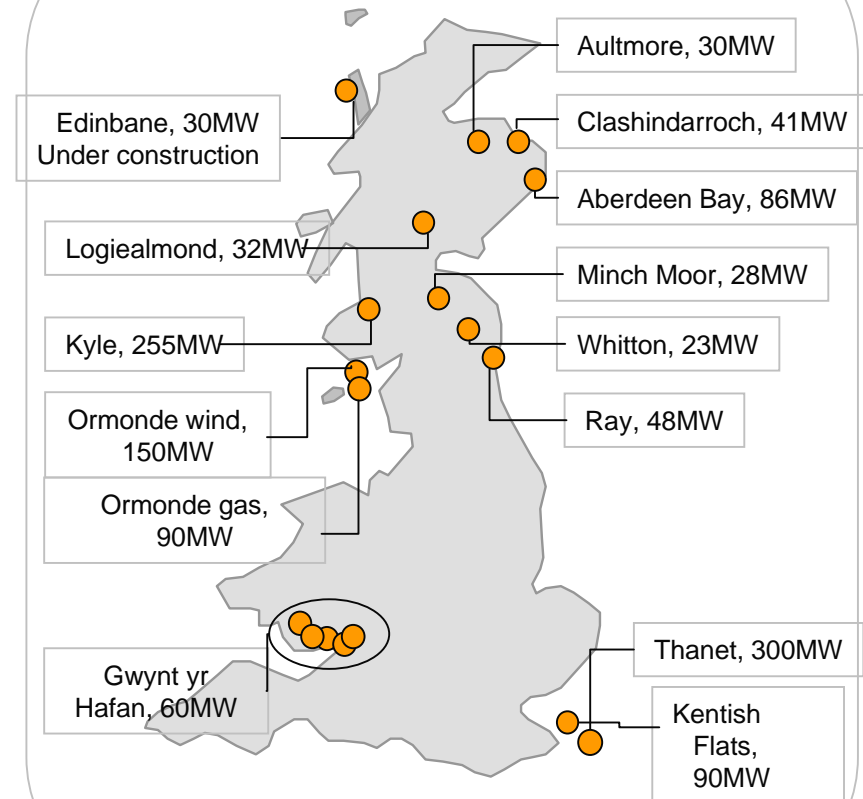 Aultmore, 30MW
Edinbane, 30MW
Under construction
Clashindarroch, 41MW
Aberdeen Bay, 86MW
Logiealmond, 32MW
Minch Moor, 28MW
Kyle, 255MW
Whitton, 23MW
Ormonde wind,
150MW
Ray, 48MW
Ormonde gas,
90MW
Gwynt yr
Hafan, 60MW
Thanet, 300MW
Kentish
Flats,
90MW